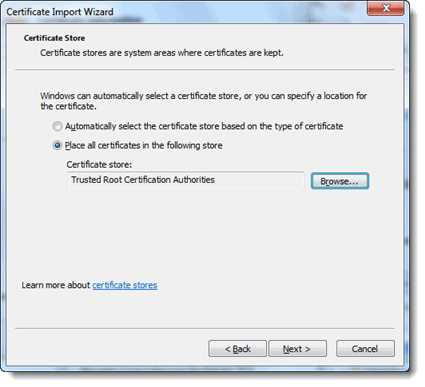 Certificate Import Wizard
Certificate Store
Certificate stores are system areas where certificates are kept.
Windows can automatically select a certificate store, or you can specify a location for
the certificate.
Automatically select the certificate store based on the type of certificate
Place all certificates in the following store
Certificate store:
Trusted Root Certification Authorities
Browse...
Learn more about certificate stores
< Back
Next >
Cancel